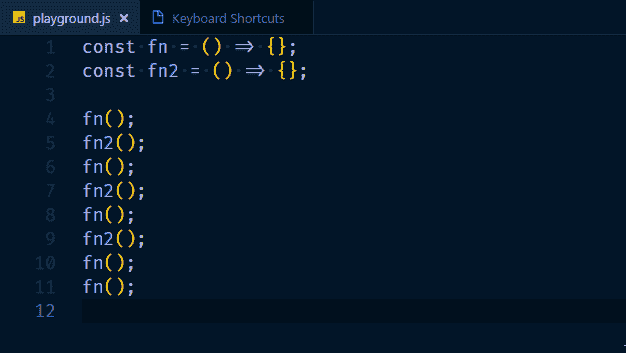 JS playground.js × Keyboard Shortcuts
1 const fn = () => {};
2 const fn2 = () => {};
3
4 fn();
5 fn2();
6 fn();
7 fn2();
8 fn();
9 fn2();
10 fn();
11 fn();
12